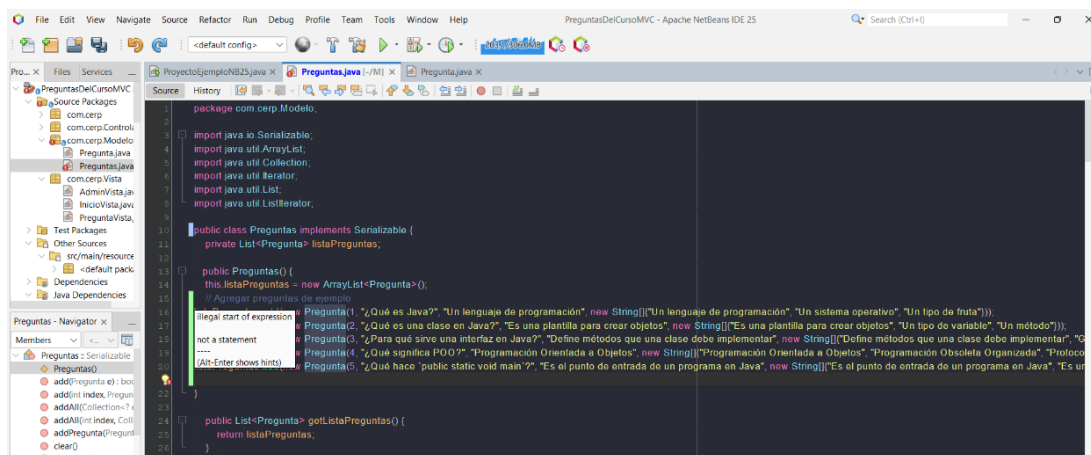 File Edit View Navigate Source Refactor Run Debug Profile Team Tools Window Help
PreguntasDelCursoMVC - Apache NetBeans IDE 25
Search (Ctrl+I)
<default config>
Pro... × Files Services
ProyectoEjemploNB25.java × Preguntas.java [-/M] × Pregunta.java ×
Source History
PreguntasDelCursoMVC
Source Packages
com.cerp
com.cerp.Controla
com.cerp.Modelo
Pregunta.java
Preguntas.java
com.cerp.Vista
AdminVista.jav
InicioVista.java
PreguntaVista.
Test Packages
Other Sources
src/main/resource
<default pack
Dependencies
Java Dependencies
Preguntas - Navigator ×
Members
Preguntas :: Serializable
Preguntas()
add(Pregunta e) : boo
add(int index, Pregun
addAll(Collection<? e
addAll(int index, Coll
addPregunta(Pregunt
clear()
1 package com.cerp.Modelo;
2
3 import java.io.Serializable;
4 import java.util.ArrayList;
5 import java.util.Collection;
6 import java.util.Iterator;
7 import java.util.List;
8 import java.util.ListIterator;
9
10 public class Preguntas implements Serializable {
11 private List<Pregunta> listaPreguntas;
12
13 public Preguntas() {
14 this.listaPreguntas = new ArrayList<Pregunta>();
15 // Agregar preguntas de ejemplo
16 w Pregunta(1, "¿Qué es Java?", "Un lenguaje de programación", new String[]("Un lenguaje de programación", "Un sistema operativo", "Un tipo de fruta")));
17 w Pregunta(2, "¿Qué es una clase en Java?", "Es una plantilla para crear objetos", new String[]("Es una plantilla para crear objetos", "Un tipo de variable", "Un método")));
18 w Pregunta(3, "¿Para qué sirve una interfaz en Java?", "Define métodos que una clase debe implementar", new String[]("Define métodos que una clase debe implementar", "G
19 w Pregunta(4, "¿Qué significa POO?", "Programación Orientada a Objetos", new String[]("Programación Orientada a Objetos", "Programación Obsoleta Organizada", "Protoco
20 w Pregunta(5, "¿Qué hace `public static void main`?", "Es el punto de entrada de un programa en Java", new String[]("Es el punto de entrada de un programa en Java", "Es ur
illegal start of expression
not a statement
----
(Alt-Enter shows hints)
22 }
23
24 public List<Pregunta> getListaPreguntas() {
25 return listaPreguntas;
26 }